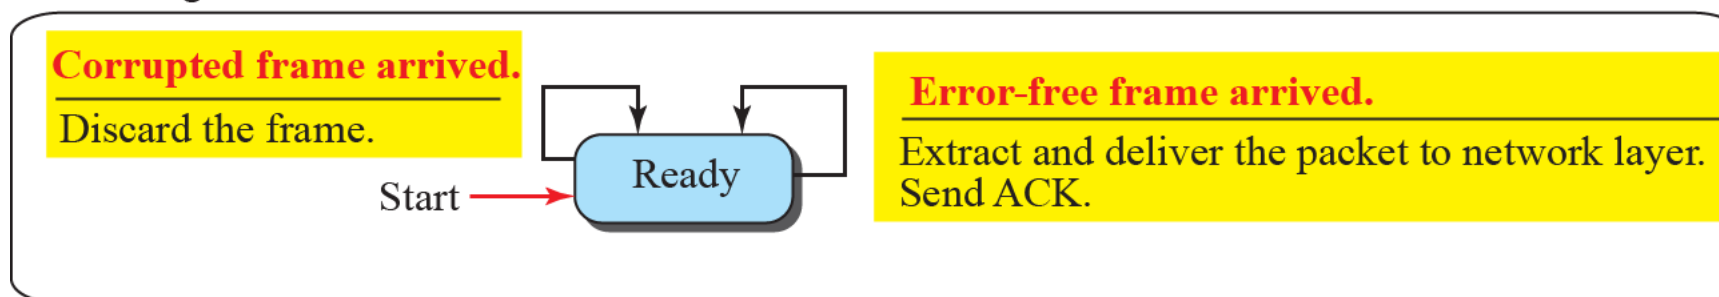 Corrupted frame arrived.
Discard the frame.
Start
Ready
Error-free frame arrived.
Extract and deliver the packet to network layer.
Send ACK.